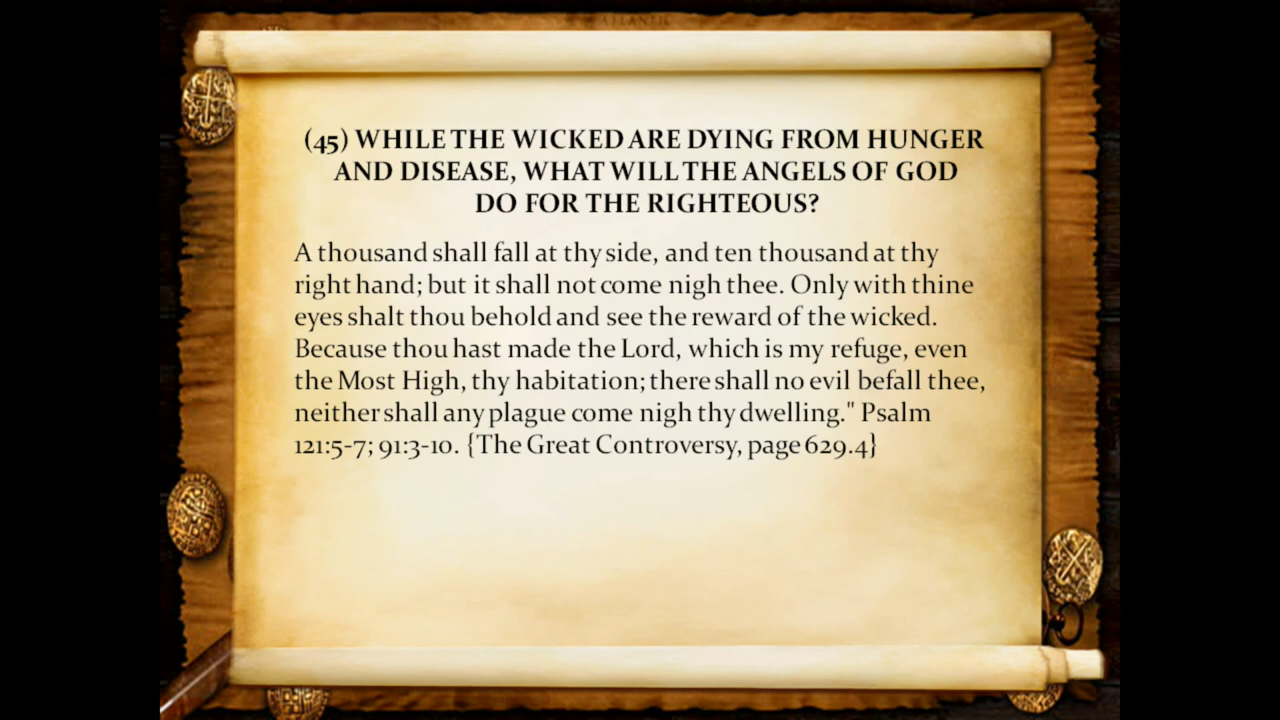 ATLANTIC
(45) WHILE THE WICKED ARE DYING FROM HUNGER
AND DISEASE, WHAT WILL THE ANGELS OF GOD
DO FOR THE RIGHTEOUS?
A thousand shall fall at thy side, and ten thousand at thy
right hand; but it shall not come nigh thee. Only with thine
eyes shalt thou behold and see the reward of the wicked.
Because thou hast made the Lord, which is my refuge, even
the Most High, thy habitation; there shall no evil befall thee,
neither shall any plague come nigh thy dwelling." Psalm
121:5-7; 91:3-10. {The Great Controversy, page 629.4}